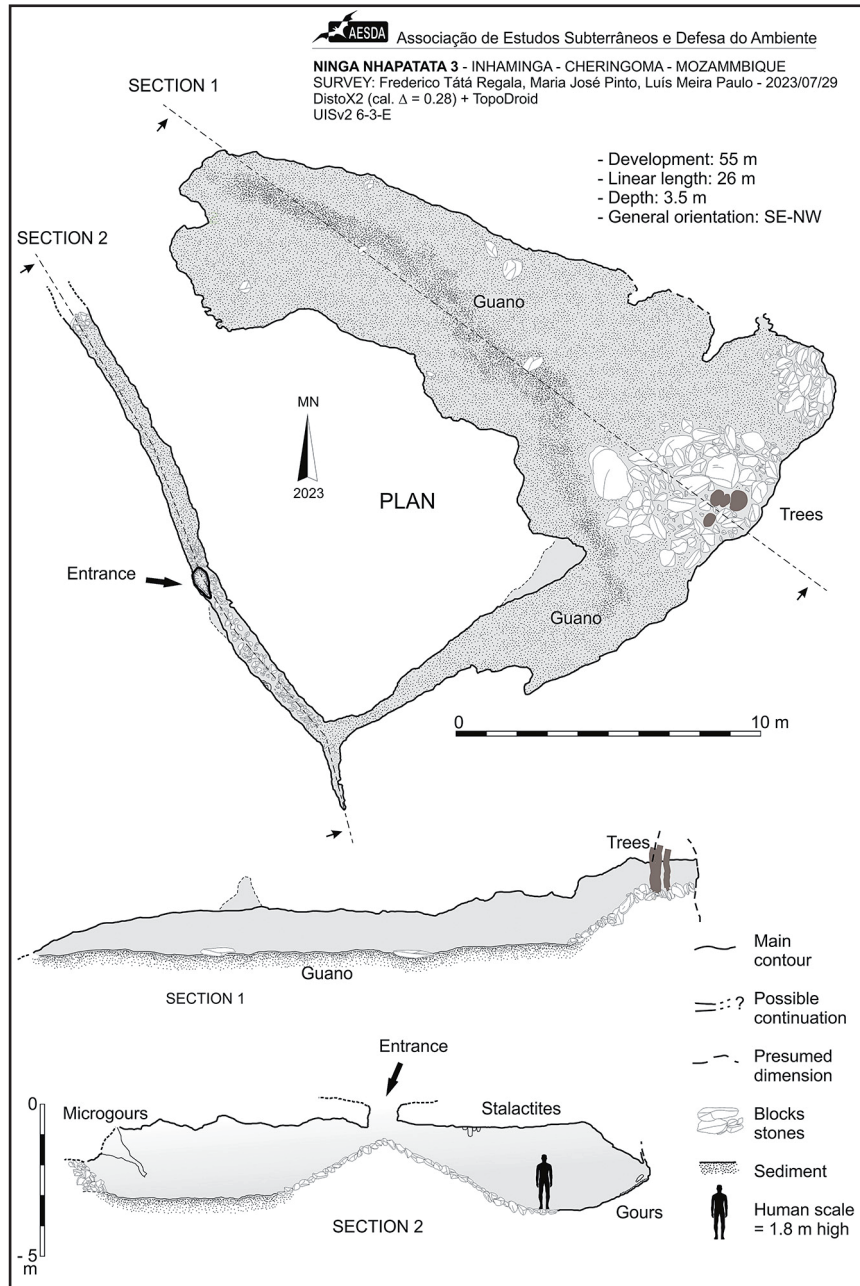 AESDA Associação de Estudos Subterrâneos e Defesa do Ambiente
NINGA NHAPATATA 3 - INHAMINGA - CHERINGOMA - MOZAMMBIQUE
SURVEY: Frederico Tátá Regala, Maria José Pinto, Luís Meira Paulo - 2023/07/29
DistoX2 (cal. Δ = 0.28) + TopoDroid
UISv2 6-3-E
SECTION 1
- Development: 55 m
- Linear length: 26 m
- Depth: 3.5 m
- General orientation: SE-NW
SECTION 2
Guano
MN
2023
PLAN
Trees
Entrance
Guano
0 10 m
Trees
Guano
SECTION 1
Main
contour
?
Possible
continuation
Presumed
dimension
Blocks
stones
Sediment
Human scale
= 1.8 m high
Entrance
0
Microgours
Stalactites
Gours
SECTION 2
- 5
m